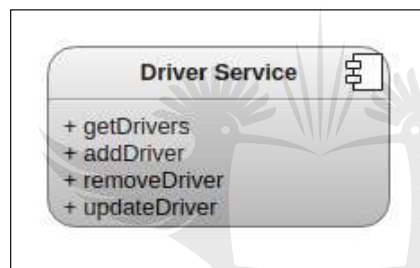 Driver Service
+ getDrivers
+ addDriver
+ removeDriver
+ updateDriver